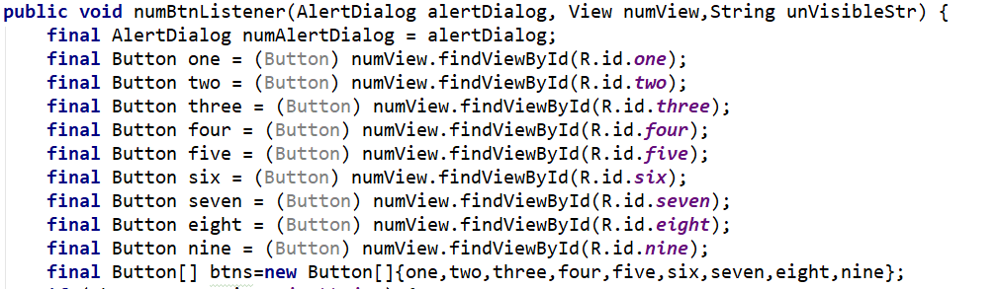 public void numBtnListener(AlertDialog alertDialog, View numView,String unVisibleStr) {
final AlertDialog numAlertDialog = alertDialog;
final Button one = (Button) numView.findViewById(R.id.one);
final Button two = (Button) numView.findViewById(R.id.two);
final Button three = (Button) numView.findViewById(R.id.three);
final Button four = (Button) numView.findViewById(R.id.four);
final Button five = (Button) numView.findViewById(R.id.five);
final Button six = (Button) numView.findViewById(R.id.six);
final Button seven = (Button) numView.findViewById(R.id.seven);
final Button eight = (Button) numView.findViewById(R.id.eight);
final Button nine = (Button) numView.findViewById(R.id.nine);
final Button[] btns=new Button[]{one,two,three,four,five,six,seven,eight,nine};